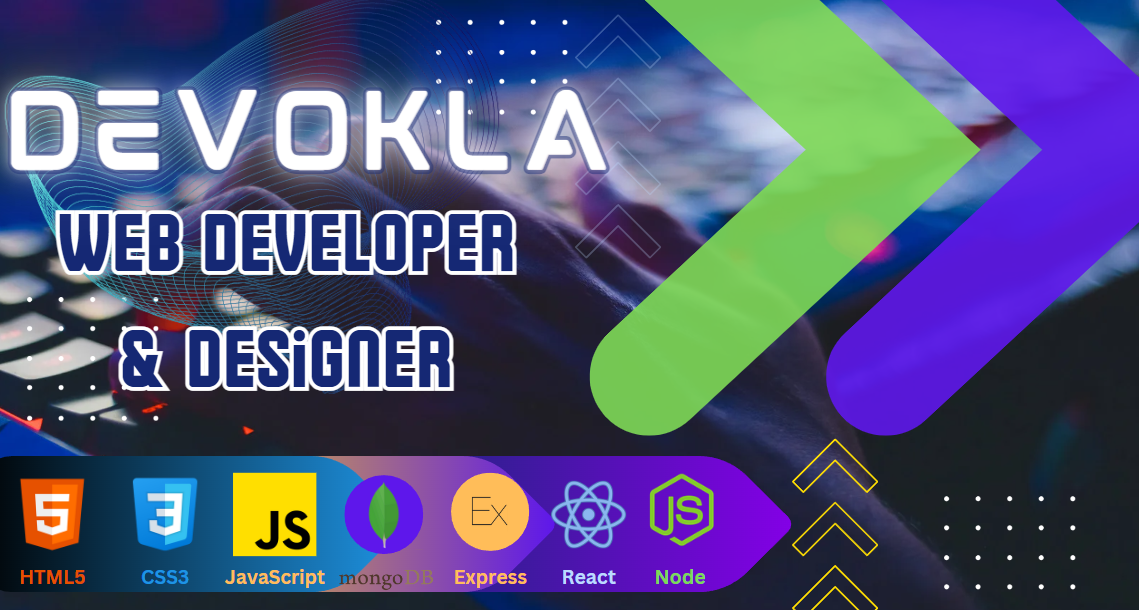 DEVOKLA
WEB DEVELOPER
& DESiGNER
5 3 JS Ex JS
HTML5 CSS3 JavaScript mongoDB Express React Node